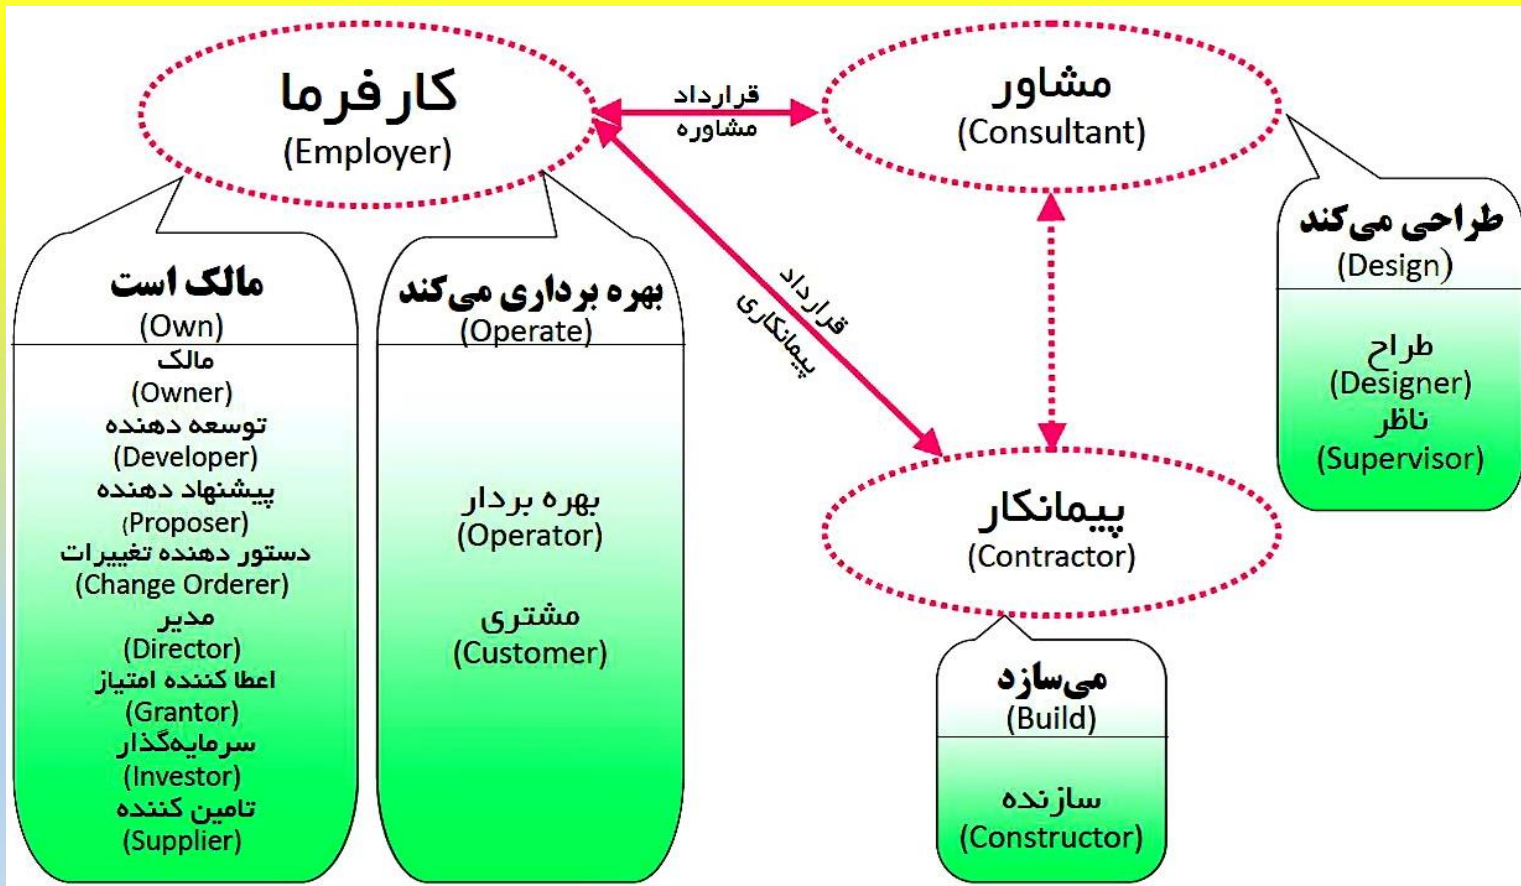 کارفرما
(Employer)
قرارداد
مشاوره
مشاور
(Consultant)
قرارداد
پیمانکاری
پیمانکار
(Contractor)
مالک است
(Own)
مالک
(Owner)
توسعه دهنده
(Developer)
پیشنهاد دهنده
(Proposer)
دستور دهنده تغییرات
(Change Orderer)
مدیر
(Director)
اعطا کننده امتیاز
(Grantor)
سرمایه‌گذار
(Investor)
تامین کننده
(Supplier)
بهره برداری می‌کند
(Operate)
بهره بردار
(Operator)
مشتری
(Customer)
طراحی می‌کند
(Design)
طراح
(Designer)
ناظر
(Supervisor)
می‌سازد
(Build)
سازنده
(Constructor)